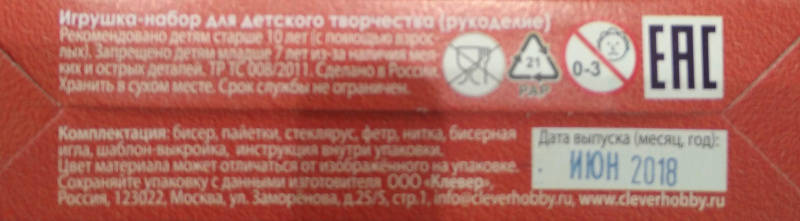 Игрушка-набор для детского творчества (рукоделие)
Рекомендовано детям старше 10 лет (с помощью взрос-
лых). Запрещено детям младше 7 лет из-за наличия мел-
ких и острых деталей. ТР ТС 008/2011. Сделано в России.
Хранить в сухом месте. Срок службы не ограничен.
21
PAP
0-3
ЕАС
Комплектация: бисер, пайетки, стеклярус, фетр, нитка, бисерная
игла, шаблон-выкройка, инструкция внутри упаковки.
Цвет материала может отличаться от изображенного на упаковке.
Сохраняйте упаковку с данными изготовителя ООО «Клевер»,
Россия, 123022, Москва, ул. Заморёнова, д.25/5, стр.1, info@cleverhobby.ru, www.cleverhobby.ru
Дата выпуска (месяц, год):
ИЮН 2018